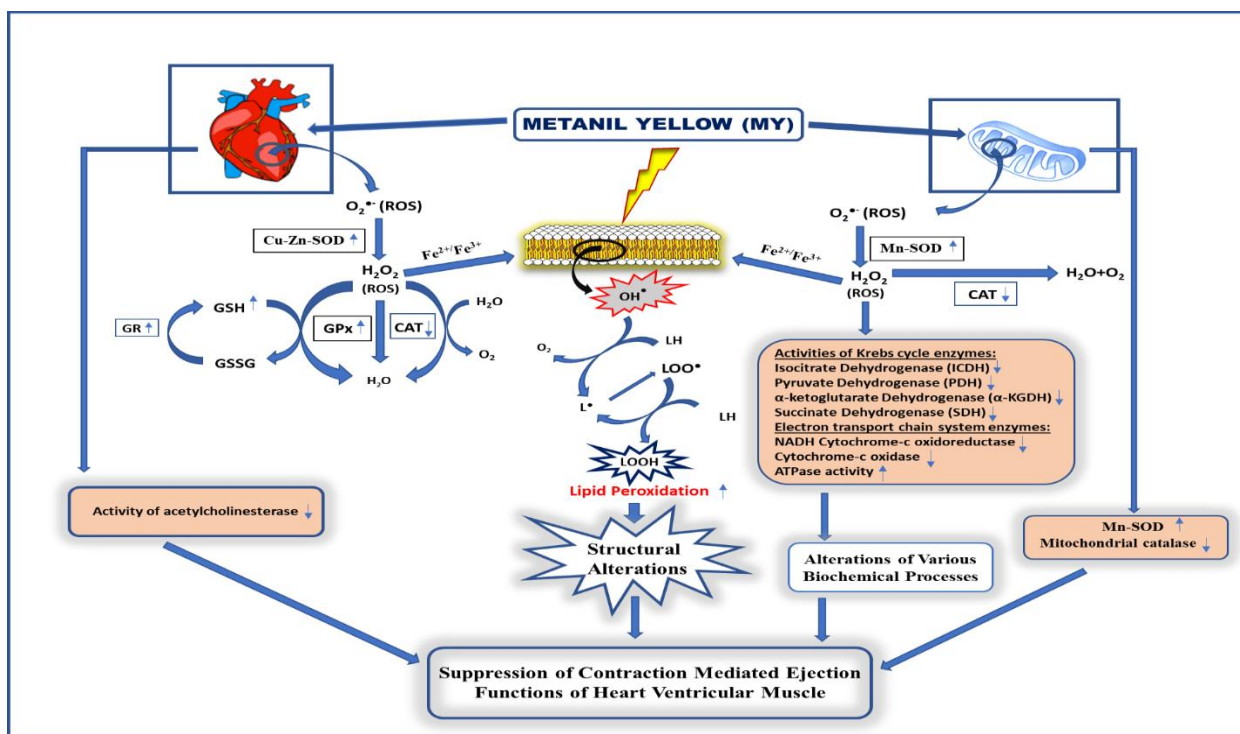 METANIL YELLOW (MY)
O₂•⁻ (ROS)
Cu-Zn-SOD ↑
H₂O₂
(ROS)
Fe²⁺/Fe³⁺
GSH ↑
GR ↑
GSSG
GPx ↑
CAT ↓
H₂O
O₂
H₂O
OH•
O₂
LH
LOO•
L•
LH
LOOH
Lipid Peroxidation ↑
Structural
Alterations
O₂•⁻ (ROS)
Mn-SOD ↑
Fe²⁺/Fe³⁺
H₂O₂
(ROS)
CAT ↓
H₂O+O₂
Activities of Krebs cycle enzymes:
Isocitrate Dehydrogenase (ICDH) ↓
Pyruvate Dehydrogenase (PDH) ↓
α-ketoglutarate Dehydrogenase (α-KGDH) ↓
Succinate Dehydrogenase (SDH) ↓
Electron transport chain system enzymes:
NADH Cytochrome-c oxidoreductase ↓
Cytochrome-c oxidase ↓
ATPase activity ↑
Activity of acetylcholinesterase ↓
Alterations of Various
Biochemical Processes
Mn-SOD ↑
Mitochondrial catalase ↓
Suppression of Contraction Mediated Ejection
Functions of Heart Ventricular Muscle